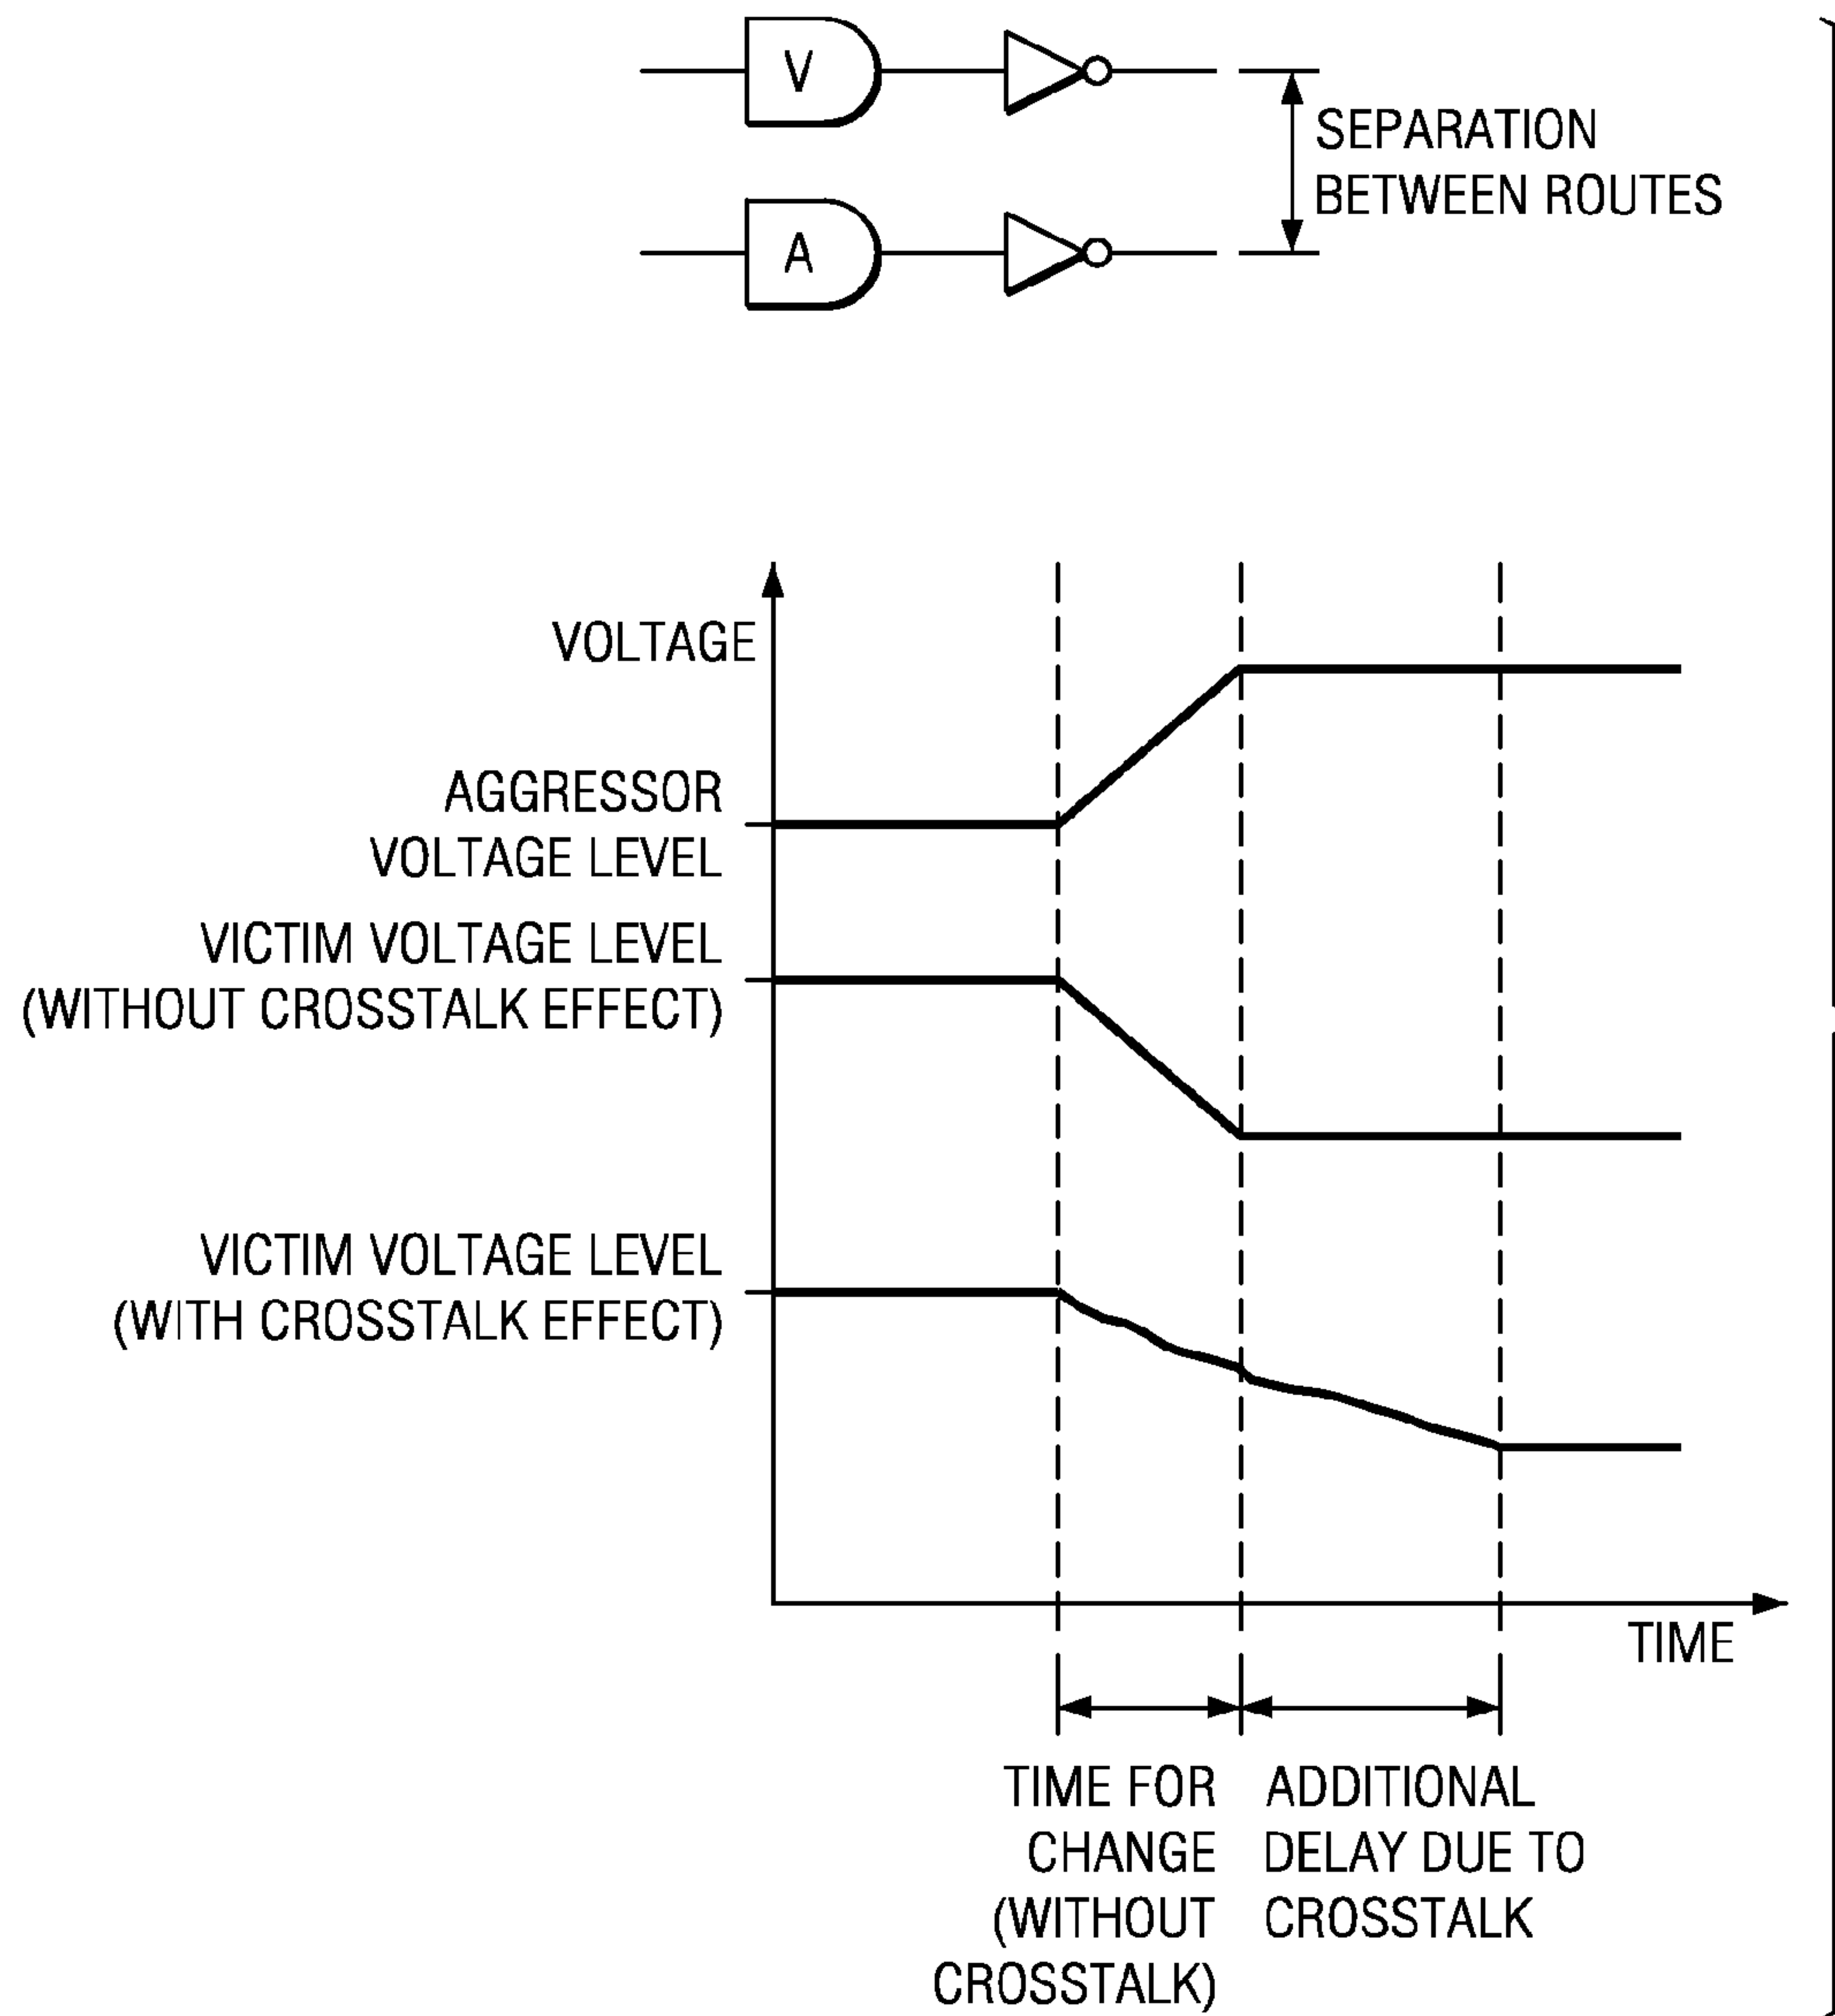 V
SEPARATION
BETWEEN ROUTES
A
VOLTAGE
AGGRESSOR
VOLTAGE LEVEL
VICTIM VOLTAGE LEVEL
(WITHOUT CROSSTALK EFFECT)
VICTIM VOLTAGE LEVEL
(WITH CROSSTALK EFFECT)
TIME
TIME FOR
CHANGE
(WITHOUT
CROSSTALK)
ADDITIONAL
DELAY DUE TO
CROSSTALK